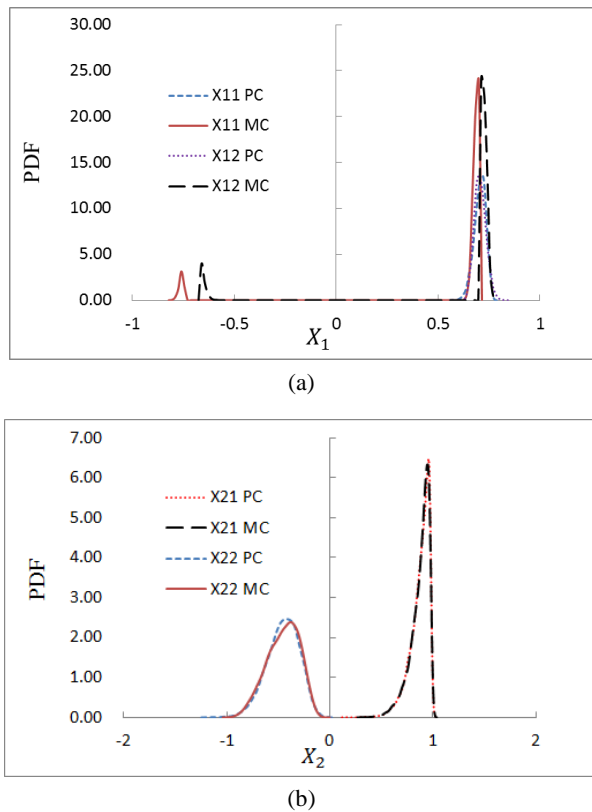 30.00
25.00
20.00
15.00
10.00
5.00
0.00
PDF
X11 PC
X11 MC
X12 PC
X12 MC
-1 -0.5 0 0.5 1
X1
(a)
7.00
6.00
5.00
4.00
3.00
2.00
1.00
0.00
PDF
X21 PC
X21 MC
X22 PC
X22 MC
-2 -1 0 1 2
X2
(b)